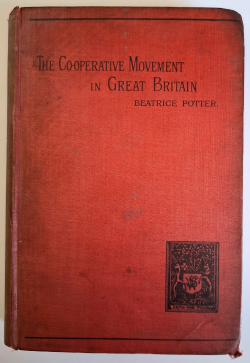 THE CO-OPERATIVE MOVEMENT
IN GREAT BRITAIN
BEATRICE POTTER.